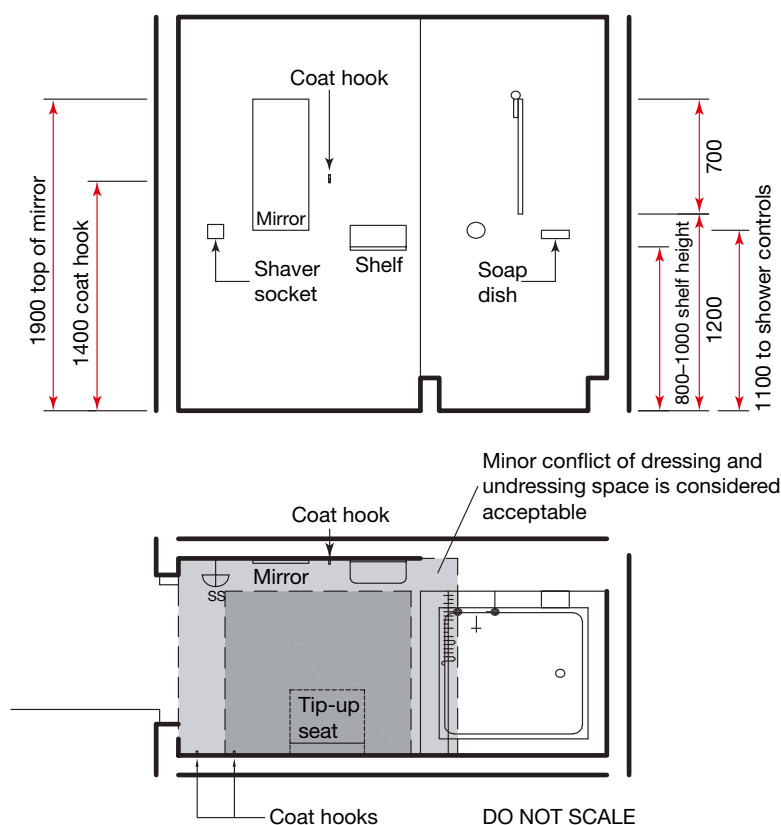 Coat hook
1900 top of mirror
1400 coat hook
Mirror
Shaver
socket
Shelf
Soap
dish
700
800–1000 shelf height
1200
1100 to shower controls
Minor conflict of dressing and
undressing space is considered
acceptable
Coat hook
Mirror
SS
Tip-up
seat
Coat hooks
DO NOT SCALE